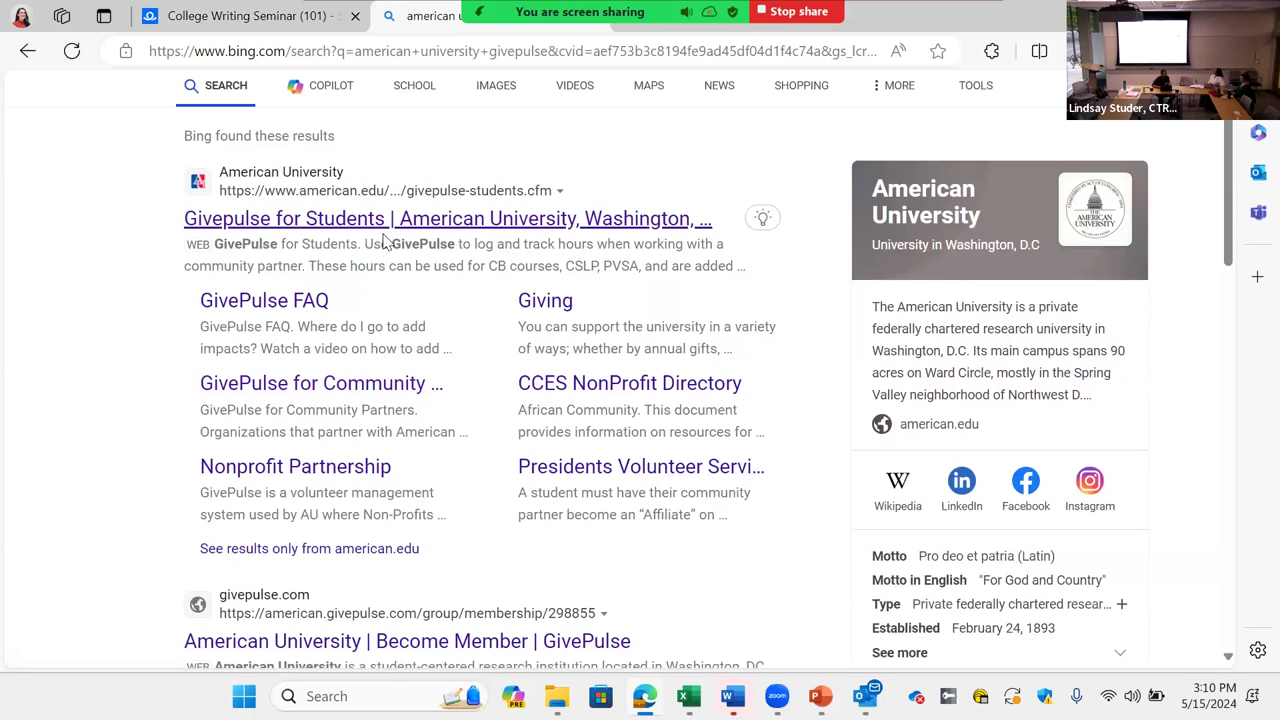 College Writing Seminar (101)
american u
You are screen sharing
Stop share
https://www.bing.com/search?q=american+university+givepulse&cvid=aef753b3c8194fe9ad45df04d1f4c74a&gs_lcr...
Lindsay Studer, CTR...
SEARCH
COPILOT
SCHOOL
IMAGES
VIDEOS
MAPS
NEWS
SHOPPING
MORE
TOOLS
Bing found these results
American University
https://www.american.edu/.../givepulse-students.cfm
Givepulse for Students | American University, Washington, ...
WEB GivePulse for Students. Use GivePulse to log and track hours when working with a
community partner. These hours can be used for CB courses, CSLP, PVSA, and are added ...
GivePulse FAQ
GivePulse FAQ. Where do I go to add
impacts? Watch a video on how to add ...
Giving
You can support the university in a variety
of ways; whether by annual gifts, ...
GivePulse for Community ...
GivePulse for Community Partners.
Organizations that partner with American ...
CCES NonProfit Directory
African Community. This document
provides information on resources for ...
Nonprofit Partnership
GivePulse is a volunteer management
system used by AU where Non-Profits ...
Presidents Volunteer Servi...
A student must have their community
partner become an “Affiliate” on ...
See results only from american.edu
givepulse.com
https://american.givepulse.com/group/membership/298855
American University | Become Member | GivePulse
WEB American University is a student-centered research institution located in Washington, DC
American
University
University in Washington, D.C
The American University is a private
federally chartered research university in
Washington, D.C. Its main campus spans 90
acres on Ward Circle, mostly in the Spring
Valley neighborhood of Northwest D....
american.edu
Wikipedia
LinkedIn
Facebook
Instagram
Motto Pro deo et patria (Latin)
Motto in English "For God and Country"
Type Private federally chartered resear...
Established February 24, 1893
See more
Search
3:10 PM
5/15/2024